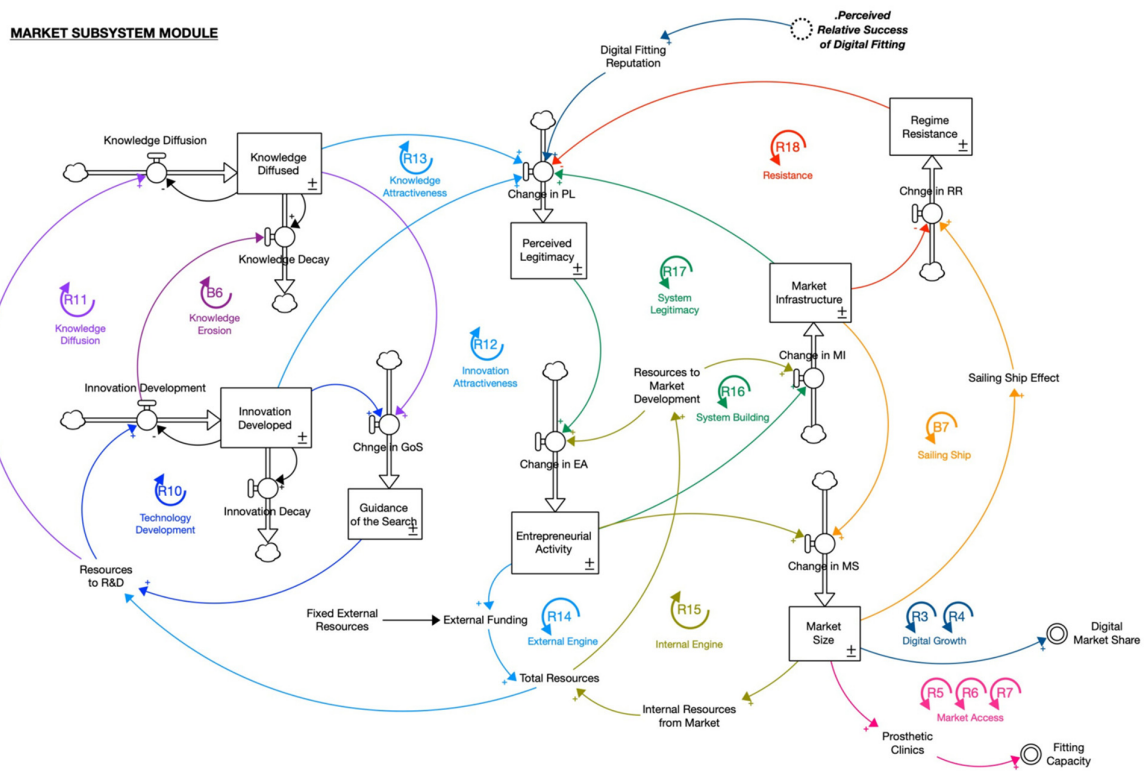 MARKET SUBSYSTEM MODULE
.Perceived
Relative Success
of Digital Fitting
Digital Fitting
Reputation
Knowledge Diffusion
Knowledge
Diffused
R13
Knowledge
Attractiveness
Change in PL
R18
Resistance
Regime
Resistance
Chnge in RR
Knowledge Decay
Perceived
Legitimacy
R11
Knowledge
Diffusion
B6
Knowledge
Erosion
R17
System
Legitimacy
Market
Infrastructure
R12
Innovation
Attractiveness
Change in MI
Innovation Development
Innovation
Developed
Chnge in GoS
Resources to
Market
Development
R16
System Building
Sailing Ship Effect
B7
Sailing Ship
Change in EA
R10
Technology
Development
Innovation Decay
Guidance
of the Search
Entrepreneurial
Activity
Change in MS
Resources
to R&D
Fixed External
Resources
External Funding
R14
External Engine
R15
Internal Engine
Market
Size
R3
R4
Digital Growth
Digital
Market Share
Total Resources
Internal Resources
from Market
R5
R6
R7
Market Access
Prosthetic
Clinics
Fitting
Capacity